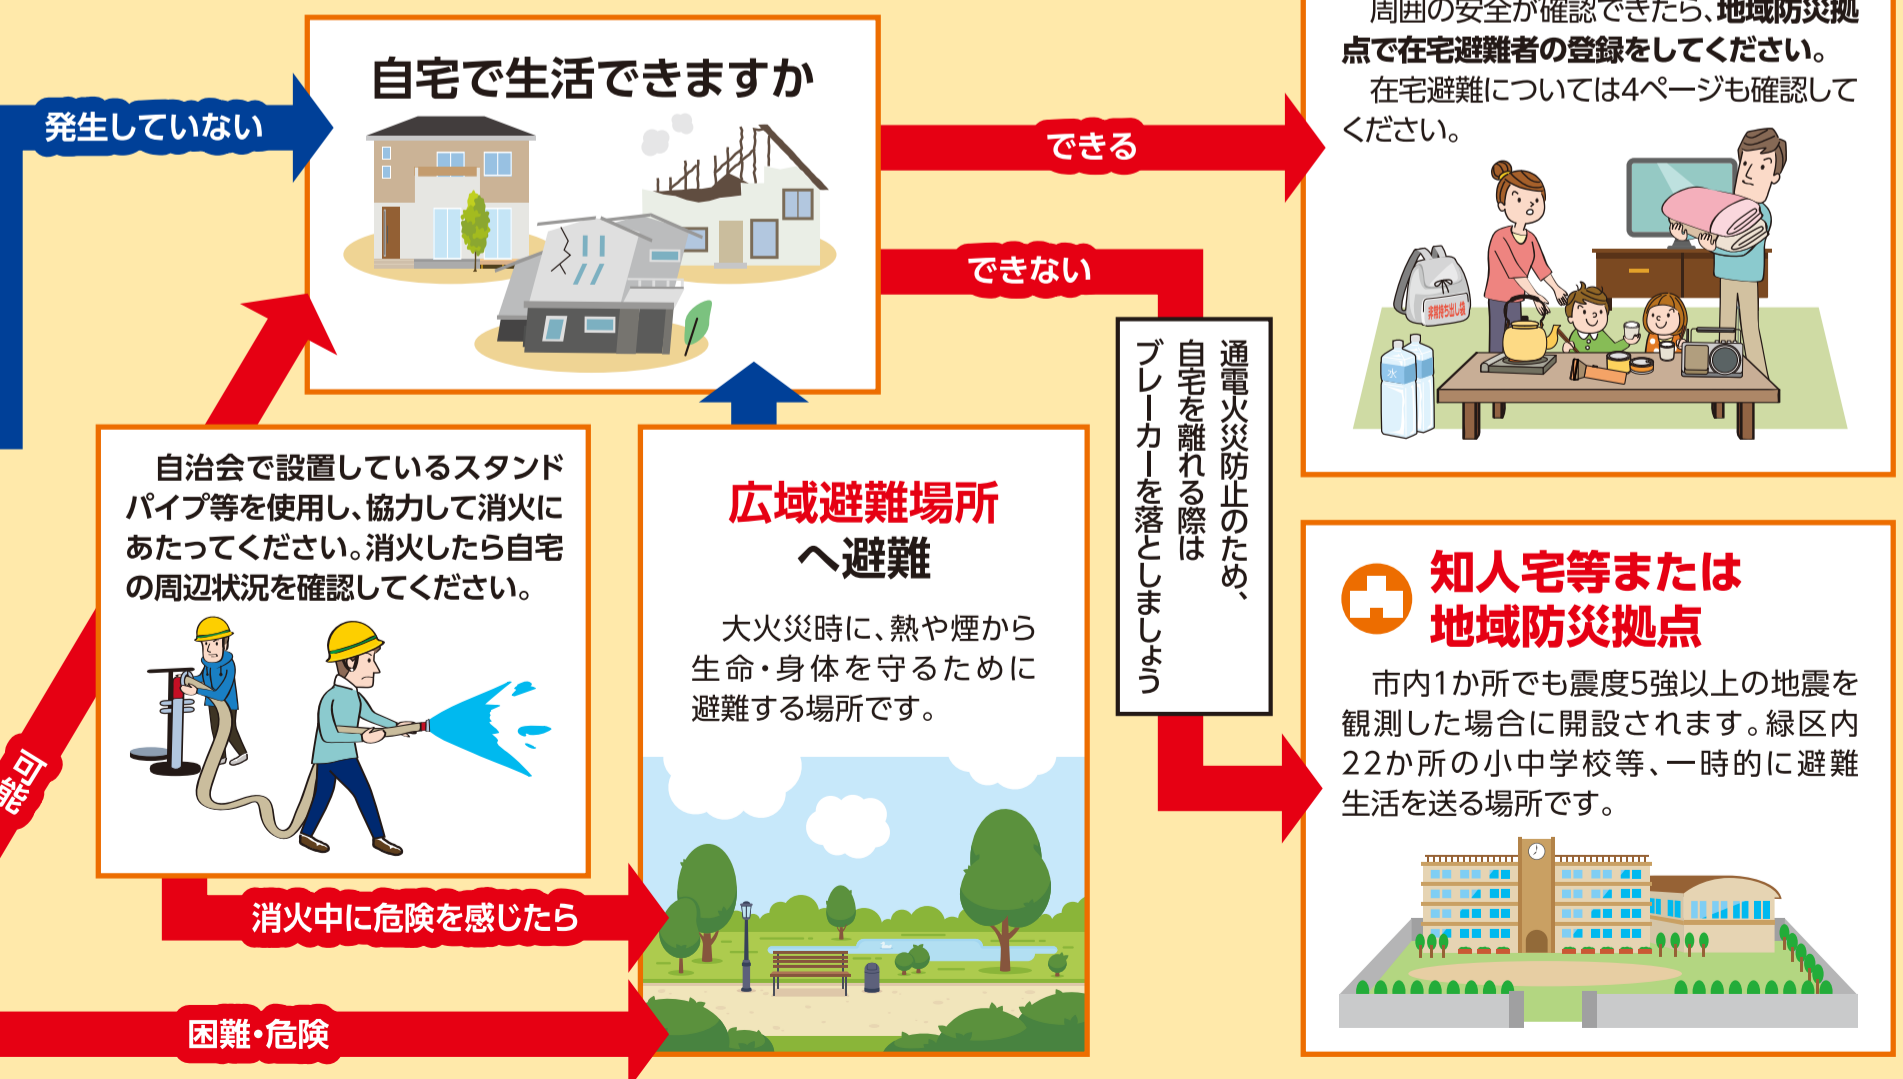 発生していない
自宅で生活できますか
できる
できない
周囲の安全が確認できたら、地域防災拠
点で在宅避難者の登録をしてください。
在宅避難については4ページも確認して
ください。
非常持ち出し袋
水
通電火災防止のため、
自宅を離れる際は
ブレーカーを落としましょう
自治会で設置しているスタンド
パイプ等を使用し、協力して消火に
あたってください。消火したら自宅
の周辺状況を確認してください。
可能
消火中に危険を感じたら
困難・危険
広域避難場所
へ避難
大火災時に、熱や煙から
生命・身体を守るために
避難する場所です。
知人宅等または
地域防災拠点
市内1か所でも震度5強以上の地震を
観測した場合に開設されます。緑区内
22か所の小中学校等、一時的に避難
生活を送る場所です。